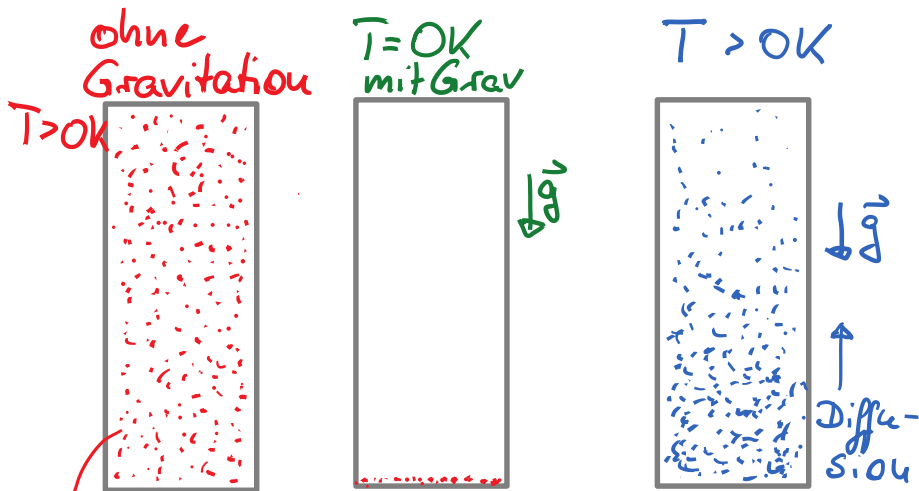 ohne
Gravitation
T>0K
T=0K
mit Grav
g⃗
T > 0K
g⃗
Diffu-
sion